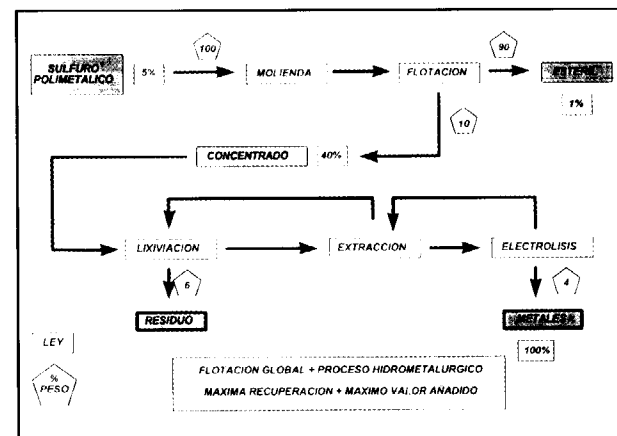 SULFURO
POLIMETALICO
5%
100
MOLIENDA
FLOTACION
90
ESTERIL
1%
10
CONCENTRADO
40%
LIXIVIACION
EXTRACCION
ELECTROLISIS
6
4
RESIDUO
100%
LEY
%
PESO
FLOTACION GLOBAL + PROCESO HIDROMETALURGICO
MAXIMA RECUPERACION + MAXIMO VALOR AÑADIDO